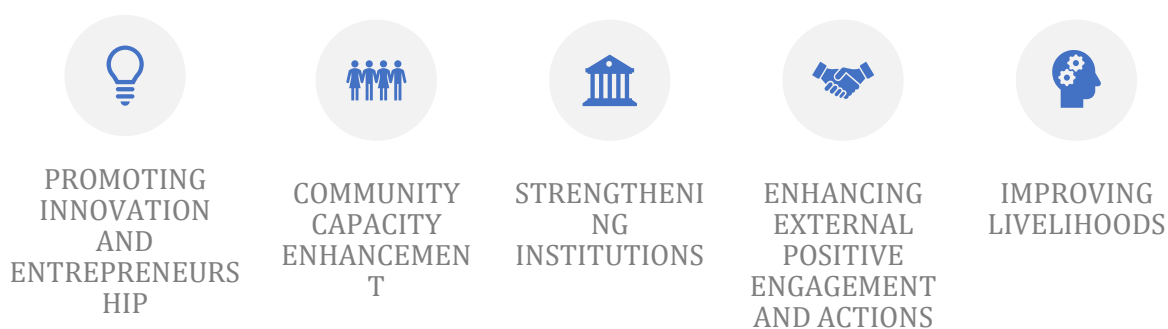 PROMOTING
INNOVATION
AND
ENTREPRENEURS
HIP
COMMUNITY
CAPACITY
ENHANCEMEN
T
STRENGTHENI
NG
INSTITUTIONS
ENHANCING
EXTERNAL
POSITIVE
ENGAGEMENT
AND ACTIONS
IMPROVING
LIVELIHOODS